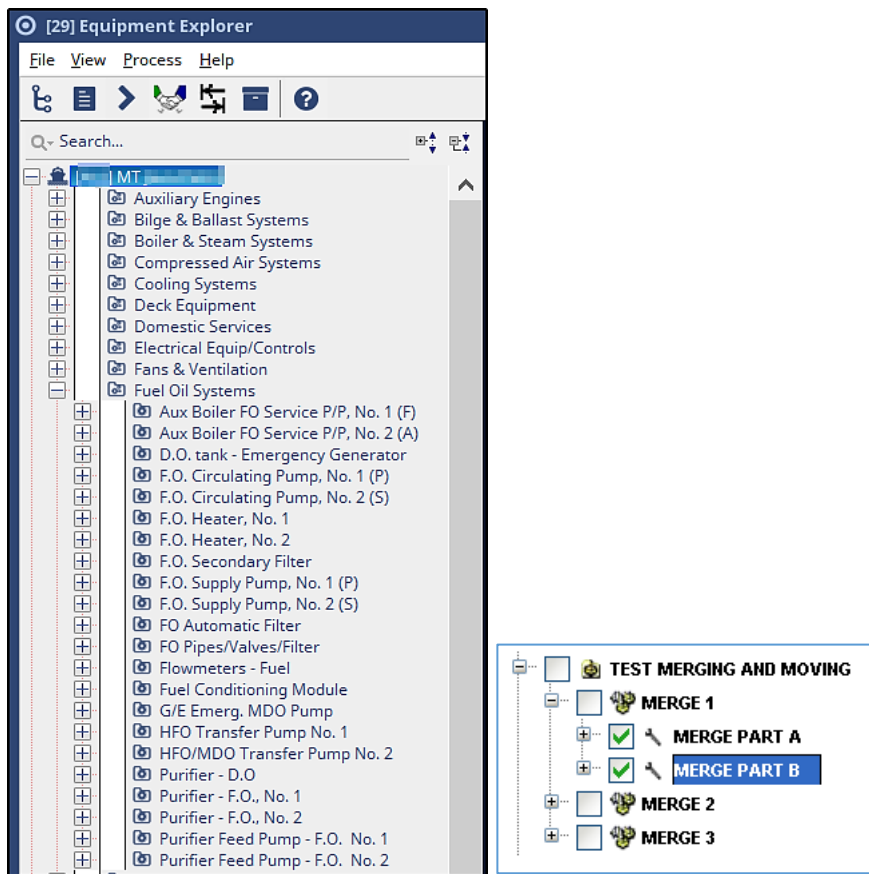 [29] Equipment Explorer
File View Process Help
Search...
MT
Auxiliary Engines
Bilge & Ballast Systems
Boiler & Steam Systems
Compressed Air Systems
Cooling Systems
Deck Equipment
Domestic Services
Electrical Equip/Controls
Fans & Ventilation
Fuel Oil Systems
Aux Boiler FO Service P/P, No. 1 (F)
Aux Boiler FO Service P/P, No. 2 (A)
D.O. tank - Emergency Generator
F.O. Circulating Pump, No. 1 (P)
F.O. Circulating Pump, No. 2 (S)
F.O. Heater, No. 1
F.O. Heater, No. 2
F.O. Secondary Filter
F.O. Supply Pump, No. 1 (P)
F.O. Supply Pump, No. 2 (S)
FO Automatic Filter
FO Pipes/Valves/Filter
Flowmeters - Fuel
Fuel Conditioning Module
G/E Emerg. MDO Pump
HFO Transfer Pump No. 1
HFO/MDO Transfer Pump No. 2
Purifier - D.O
Purifier - F.O., No. 1
Purifier - F.O., No. 2
Purifier Feed Pump - F.O.  No. 1
Purifier Feed Pump - F.O.  No. 2
TEST MERGING AND MOVING
MERGE 1
MERGE PART A
MERGE PART B
MERGE 2
MERGE 3